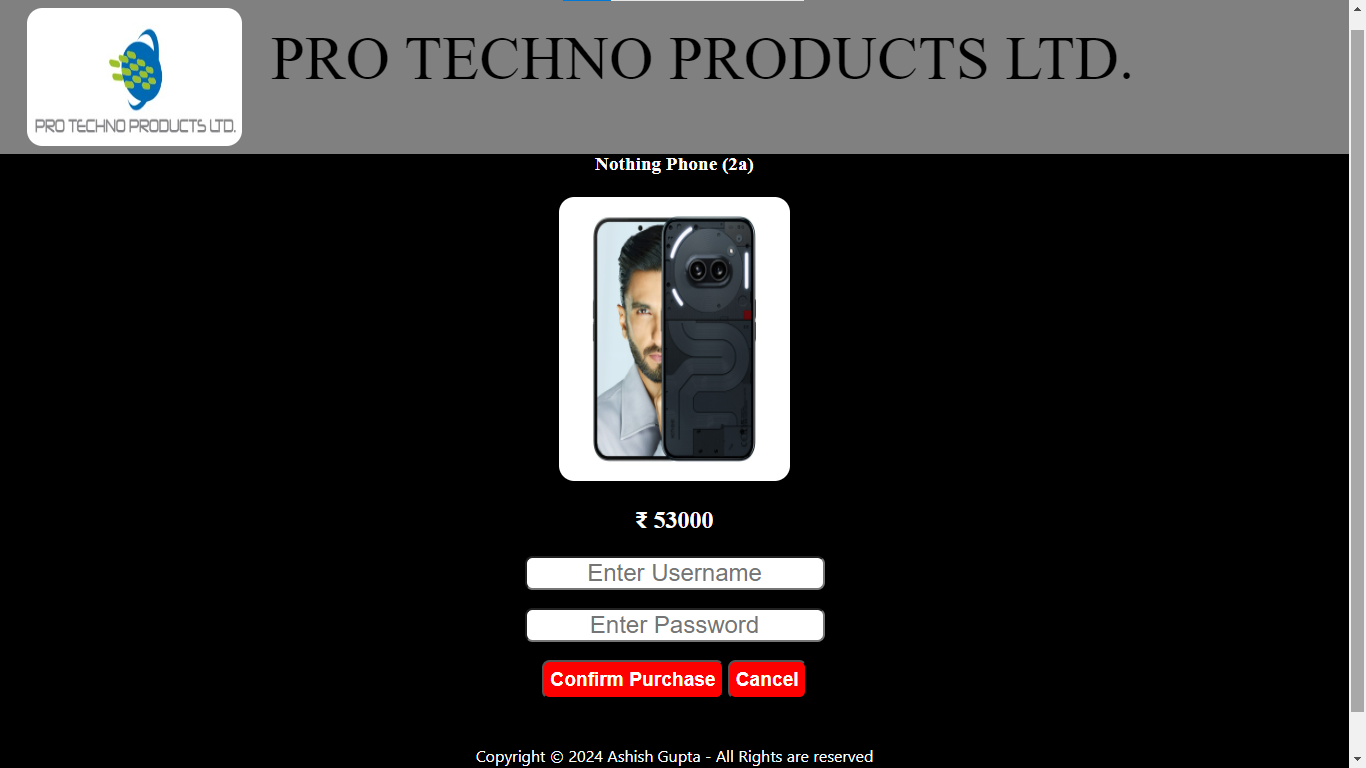 PRO TECHNO PRODUCTS LTD.
PRO TECHNO PRODUCTS LTD.
Nothing Phone (2a)
₹ 53000
Enter Username
Enter Password
Confirm Purchase Cancel
Copyright © 2024 Ashish Gupta - All Rights are reserved